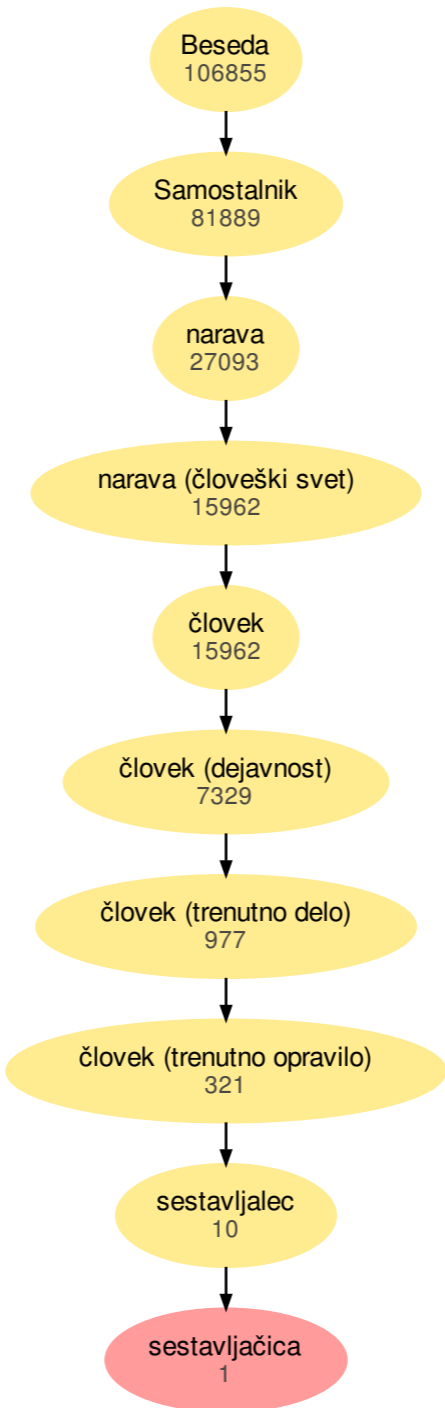 Beseda
106855
Samostalnik
81889
narava
27093
narava (človeški svet)
15962
človek
15962
človek (dejavnost)
7329
človek (trenutno delo)
977
človek (trenutno opravilo)
321
sestavljalec
10
sestavljačica
1